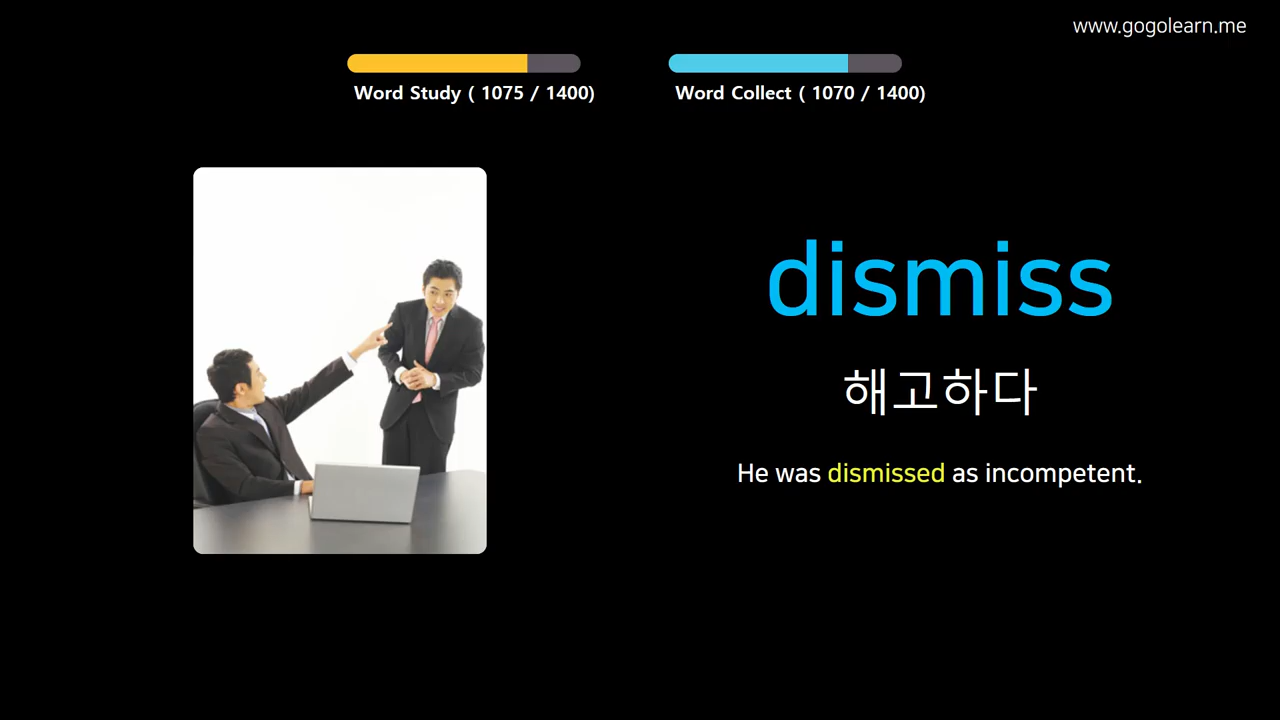 www.gogolearn.me
Word Study ( 1075 / 1400)
Word Collect ( 1070 / 1400)
dismiss
해고하다
He was dismissed as incompetent.